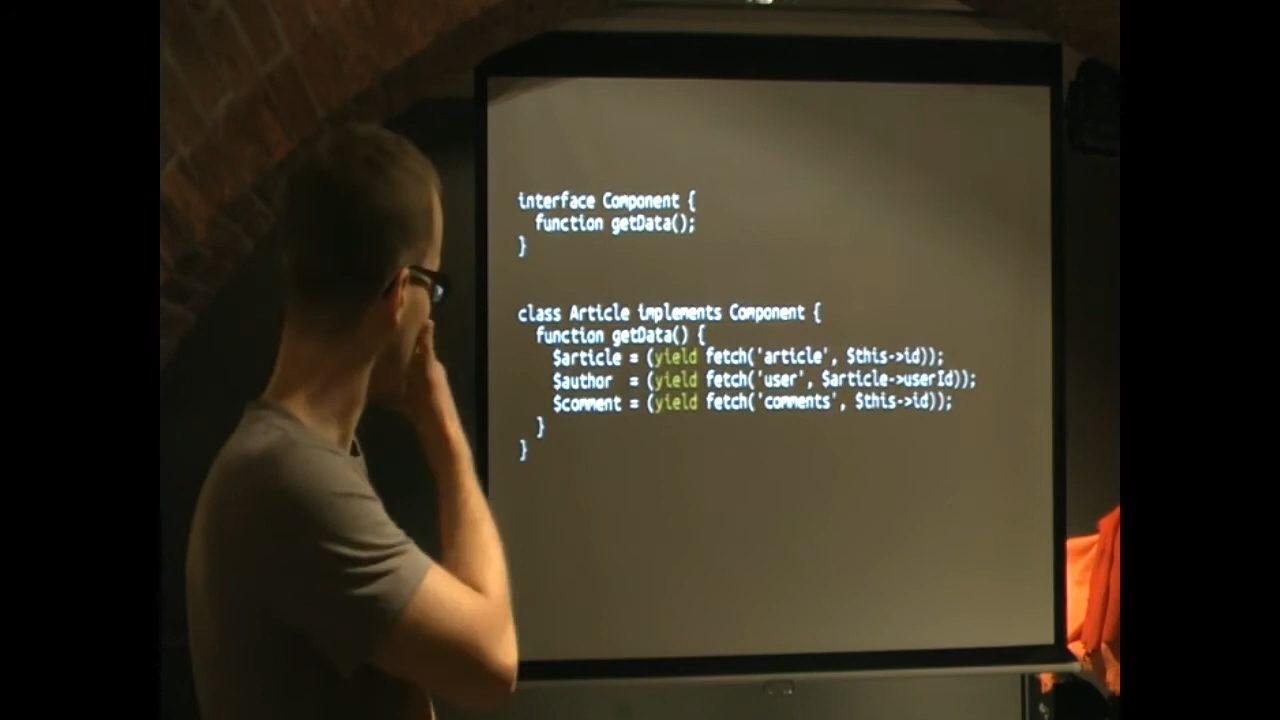 interface Component {
function getData();
}
class Article implements Component {
function getData() {
$article = (yield fetch('article', $this->id));
$author = (yield fetch('user', $article->userId));
$comment = (yield fetch('comments', $this->id));
}
}